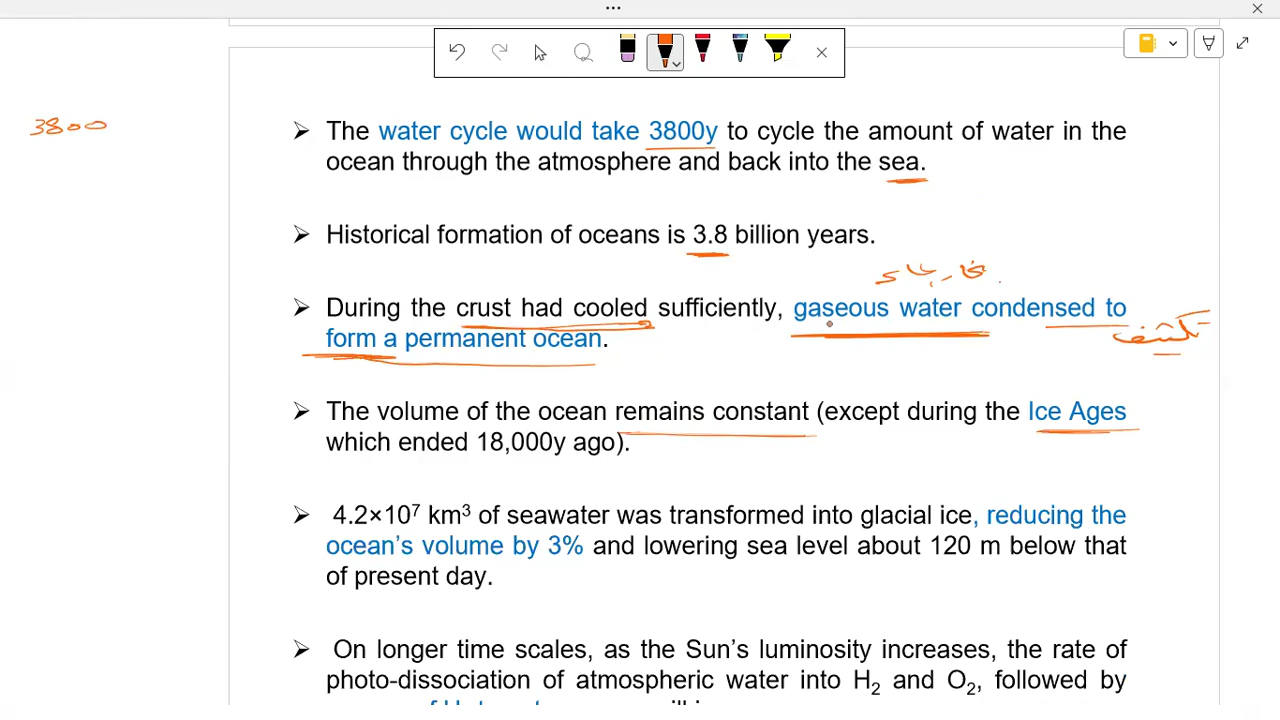 3800
➢ The water cycle would take 3800y to cycle the amount of water in the
ocean through the atmosphere and back into the sea.
➢ Historical formation of oceans is 3.8 billion years.
➢ During the crust had cooled sufficiently, gaseous water condensed to
form a permanent ocean.
تكثف
➢ The volume of the ocean remains constant (except during the Ice Ages
which ended 18,000y ago).
➢ 4.2×10⁷ km³ of seawater was transformed into glacial ice, reducing the
ocean's volume by 3% and lowering sea level about 120 m below that
of present day.
➢ On longer time scales, as the Sun's luminosity increases, the rate of
photo-dissociation of atmospheric water into H₂ and O₂, followed by